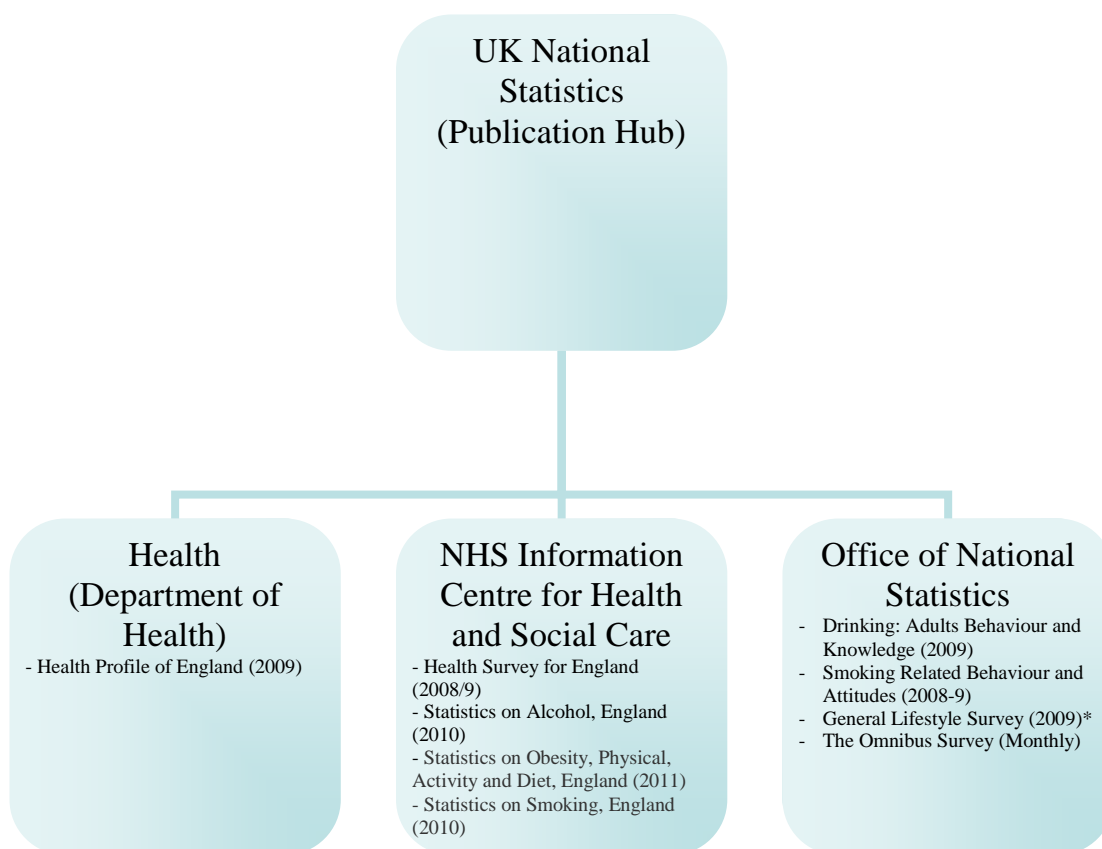 UK National
Statistics
(Publication Hub)
Health
(Department of
Health)
- Health Profile of England (2009)
NHS Information
Centre for Health
and Social Care
- Health Survey for England
(2008/9)
- Statistics on Alcohol, England
(2010)
- Statistics on Obesity, Physical,
Activity and Diet, England (2011)
- Statistics on Smoking, England
(2010)
Office of National
Statistics
- Drinking: Adults Behaviour and
Knowledge (2009)
- Smoking Related Behaviour and
Attitudes (2008-9)
- General Lifestyle Survey (2009)*
- The Omnibus Survey (Monthly)